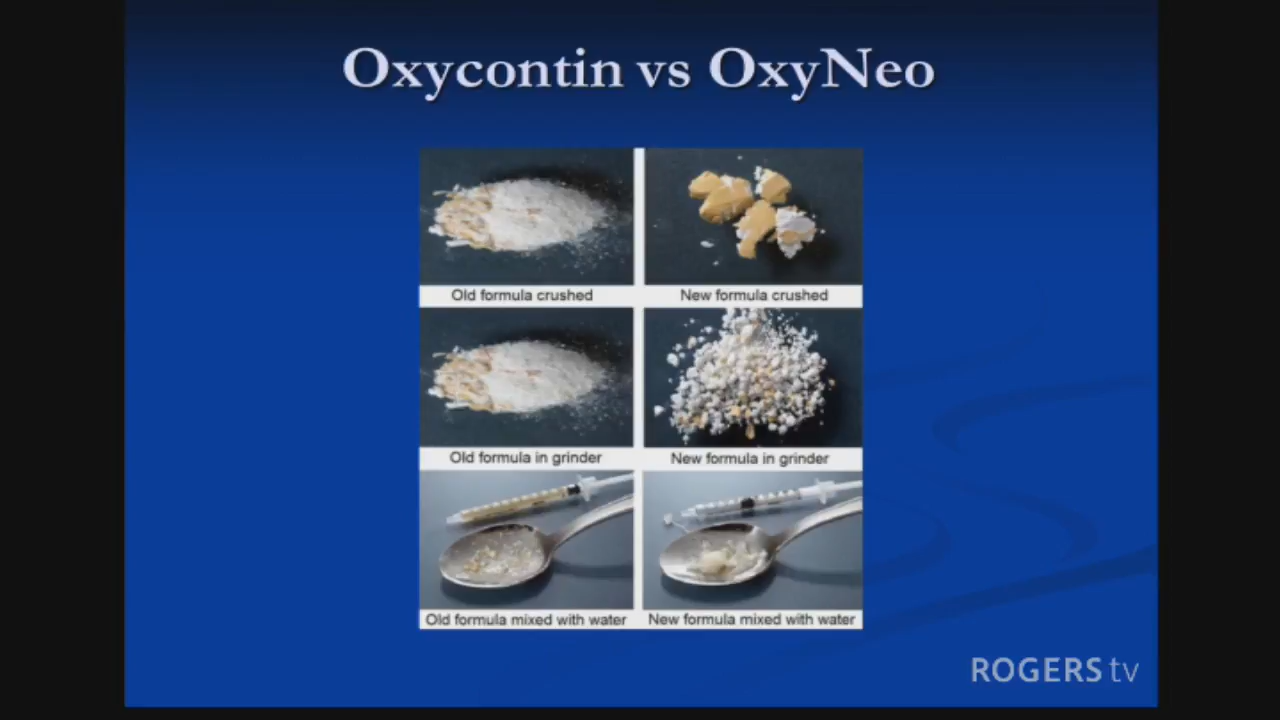 Oxycontin vs OxyNeo
Old formula crushed
New formula crushed
Old formula in grinder
New formula in grinder
Old formula mixed with water
New formula mixed with water
ROGERS tv